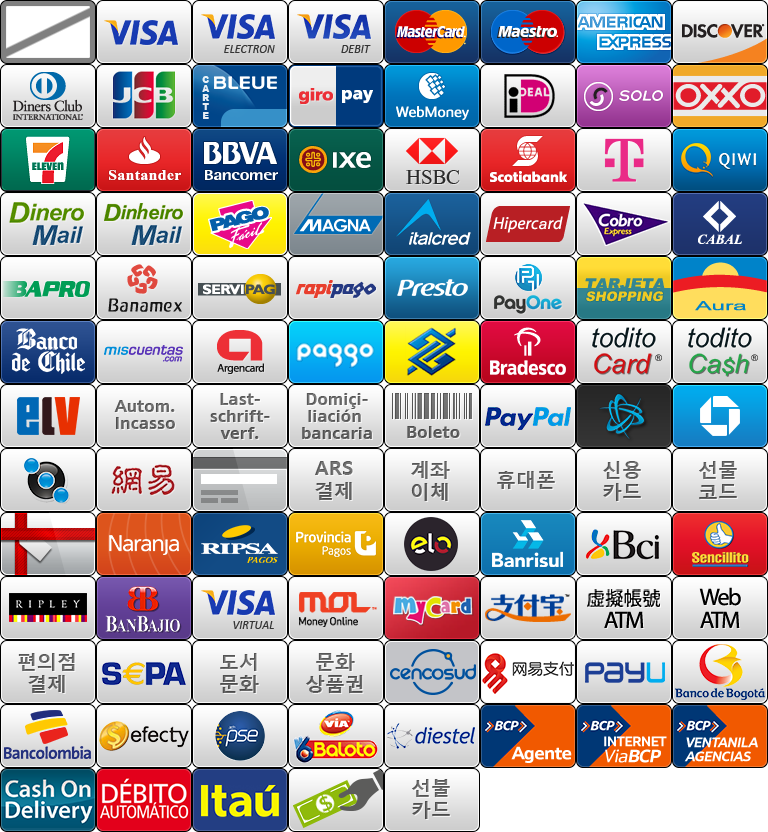 VISA
VISA
ELECTRON
VISA
DEBIT
MasterCard
Maestro
AMERICAN
EXPRESS
DISCOVER
Diners Club
INTERNATIONAL
JCB
CARTE
BLEUE
giro pay
WebMoney
iDEAL
SOLO
OXXO
7
ELEVEN
Santander
BBVA
Bancomer
IXE
HSBC
Scotiabank
T
QIWI
Dinero
Mail
Dinheiro
Mail
PAGO
Fácil
MAGNA
italcred
Hipercard
Cobro
Express
CABAL
BAPRO
Banamex
SERVIPAG
rapipago
Presto
PayOne
TARJETA
SHOPPING
Aura
Banco
de Chile
miscuentas
.com
Argencard
paggo
Bradesco
todito
Card®
todito
Ca$h®
ELV
Autom.
Incasso
Last-
schrift-
verf.
Domiçi-
liación
bancaria
Boleto
PayPal
網易
ARS
결제
계좌
이체
휴대폰
신용
카드
선물
코드
Naranja
RIPSA
PAGOS
Provincia
Pagos
elo
Banrisul
Bci
Sencillito
RIPLEY
BANBAJIO
VISA
VIRTUAL
MOL
Money Online
MyCard
支付宝
虛擬帳號
ATM
Web
ATM
편의점
결제
S€PA
도서
문화
문화
상품권
cencosud
网易支付
PayU
Banco de Bogotá
Bancolombia
efecty
pse
VIA
Baloto
diestel
BCP
Agente
BCP
INTERNET
ViaBCP
BCP
VENTANILA
AGENCIAS
Cash On
Delivery
DÉBITO
AUTOMÁTICO
Itaú
$
선불
카드